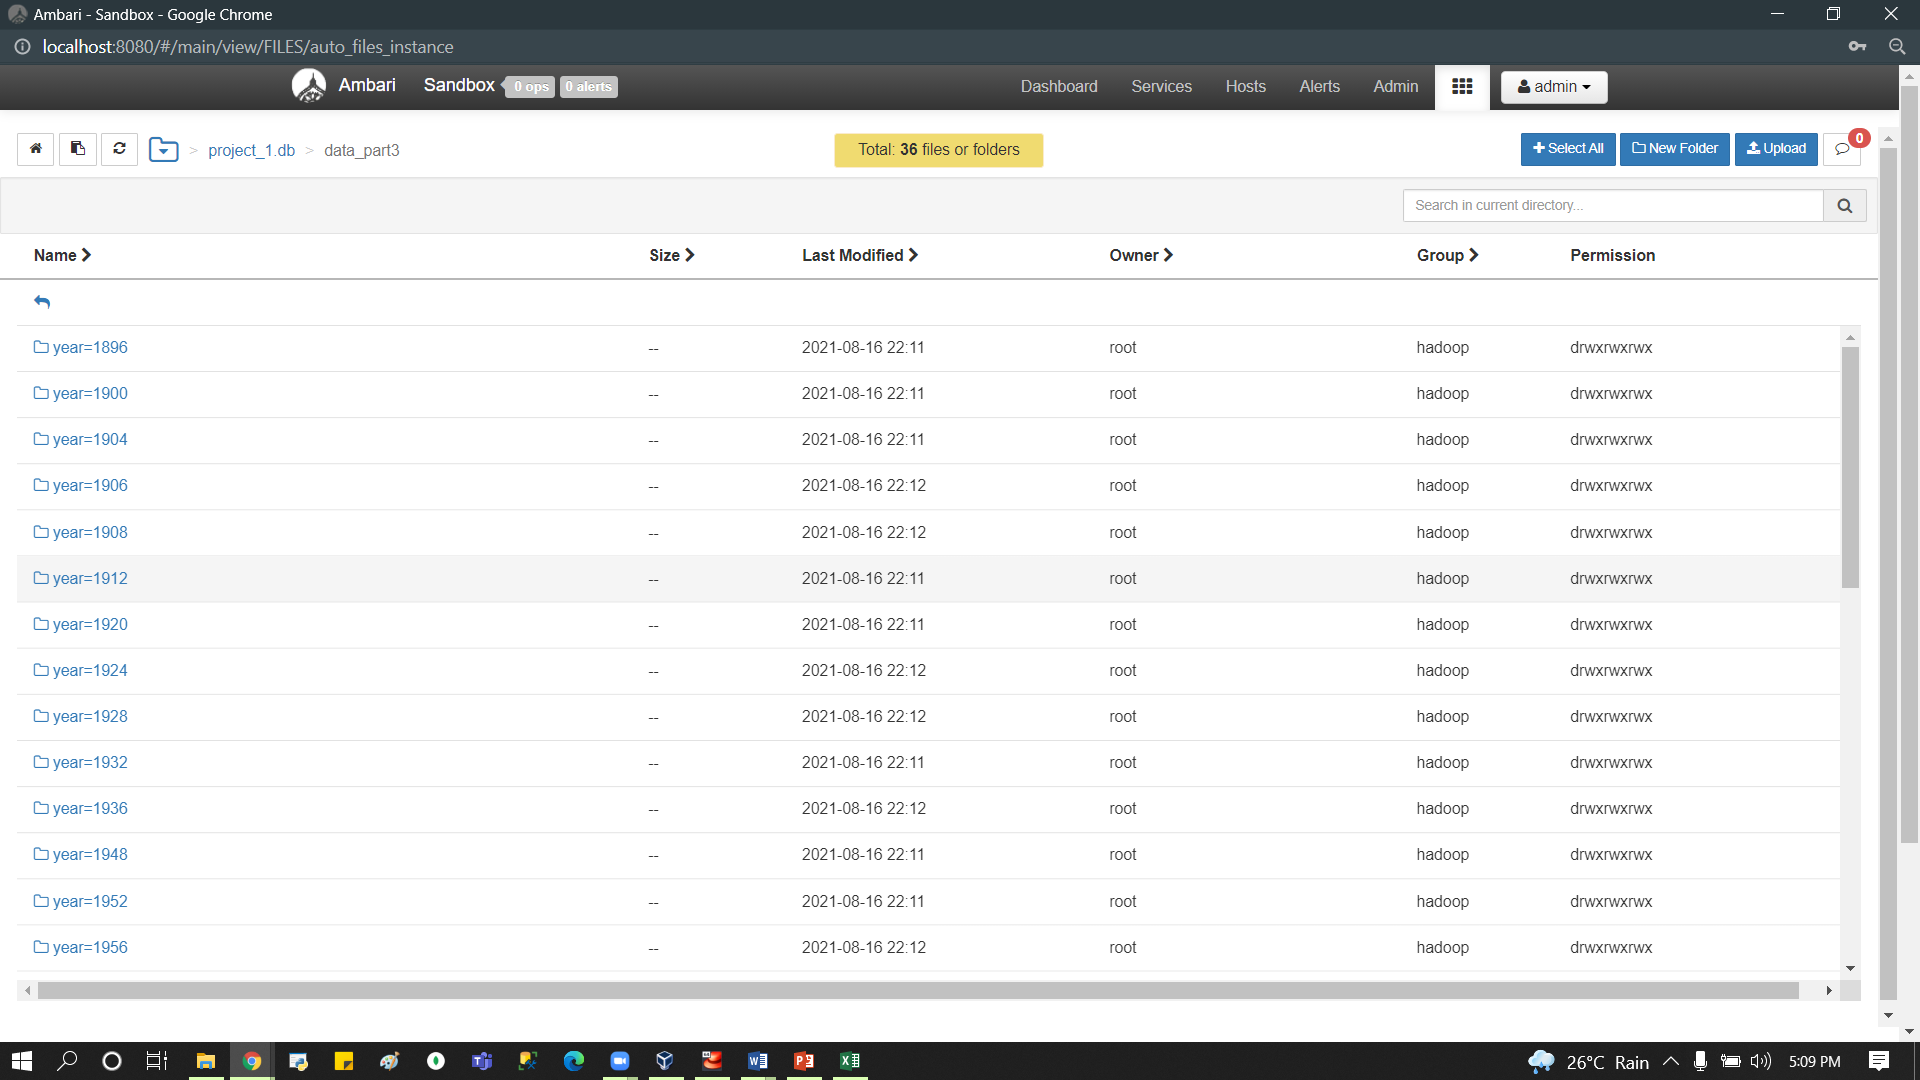 Ambari - Sandbox - Google Chrome
localhost:8080/#/main/view/FILES/auto_files_instance
Ambari Sandbox 0 ops 0 alerts Dashboard Services Hosts Alerts Admin admin
> project_1.db > data_part3 Total: 36 files or folders Select All New Folder Upload 0
Search in current directory...
Name Size Last Modified Owner Group Permission
year=1896 -- 2021-08-16 22:11 root hadoop drwxrwxrwx
year=1900 -- 2021-08-16 22:11 root hadoop drwxrwxrwx
year=1904 -- 2021-08-16 22:11 root hadoop drwxrwxrwx
year=1906 -- 2021-08-16 22:12 root hadoop drwxrwxrwx
year=1908 -- 2021-08-16 22:12 root hadoop drwxrwxrwx
year=1912 -- 2021-08-16 22:11 root hadoop drwxrwxrwx
year=1920 -- 2021-08-16 22:11 root hadoop drwxrwxrwx
year=1924 -- 2021-08-16 22:12 root hadoop drwxrwxrwx
year=1928 -- 2021-08-16 22:12 root hadoop drwxrwxrwx
year=1932 -- 2021-08-16 22:11 root hadoop drwxrwxrwx
year=1936 -- 2021-08-16 22:12 root hadoop drwxrwxrwx
year=1948 -- 2021-08-16 22:11 root hadoop drwxrwxrwx
year=1952 -- 2021-08-16 22:11 root hadoop drwxrwxrwx
year=1956 -- 2021-08-16 22:12 root hadoop drwxrwxrwx
26°C Rain 5:09 PM